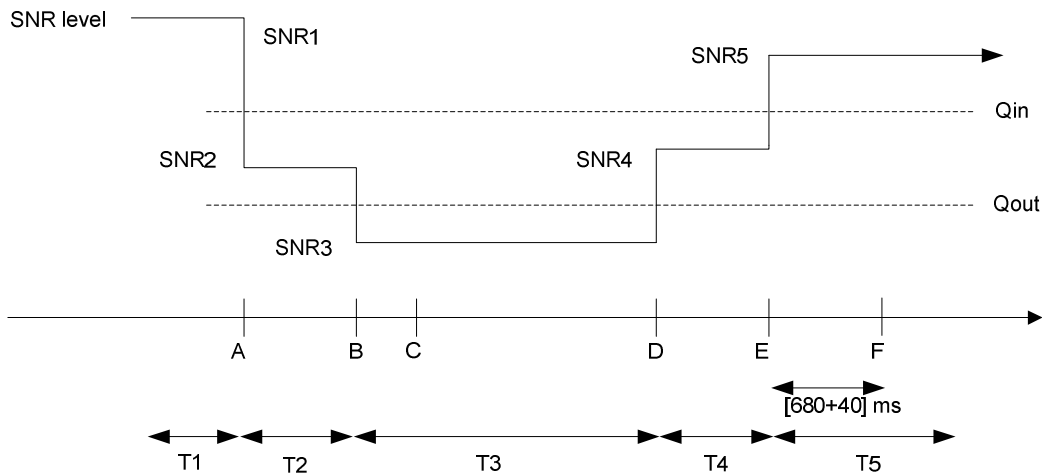 SNR level
SNR1
SNR5
Qin
SNR2
SNR4
Qout
SNR3
A B C D E F
[680+40] ms
T1 T2 T3 T4 T5